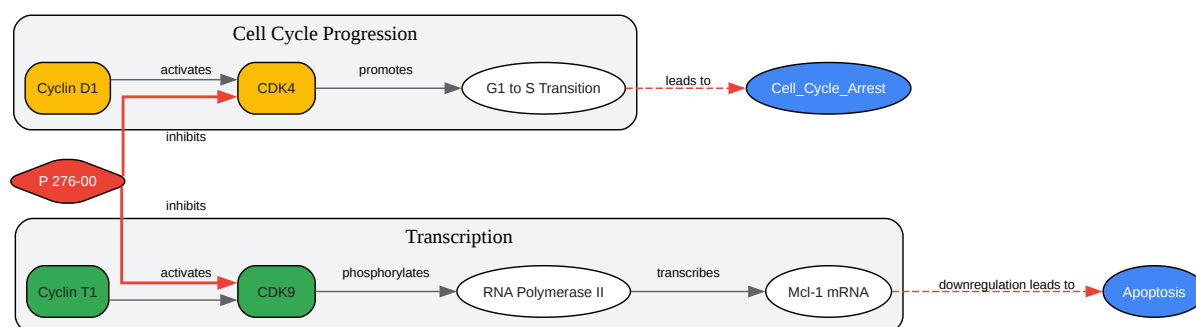 Cell Cycle Progression
Cyclin D1
activates
CDK4
promotes
G1 to S Transition
leads to
Cell_Cycle_Arrest
inhibits
P 276-00
inhibits
Transcription
Cyclin T1
activates
CDK9
phosphorylates
RNA Polymerase II
transcribes
Mcl-1 mRNA
downregulation leads to
Apoptosis